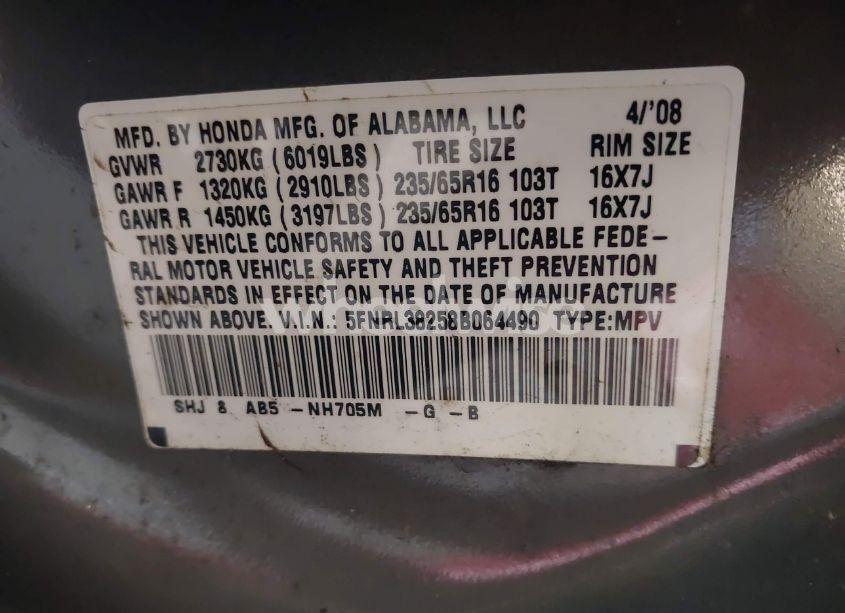 MFD. BY HONDA MFG. OF ALABAMA, LLC 4/'08
GVWR 2730KG (6019LBS) TIRE SIZE RIM SIZE
GAWR F 1320KG (2910LBS) 235/65R16 103T 16X7J
GAWR R 1450KG (3197LBS) 235/65R16 103T 16X7J
THIS VEHICLE CONFORMS TO ALL APPLICABLE FEDE-
RAL MOTOR VEHICLE SAFETY AND THEFT PREVENTION
STANDARDS IN EFFECT ON THE DATE OF MANUFACTURE
SHOWN ABOVE. V.I.N.: 5FNRL38258B064490 TYPE:MPV
SHJ 8 AB5 -NH705M -G -B